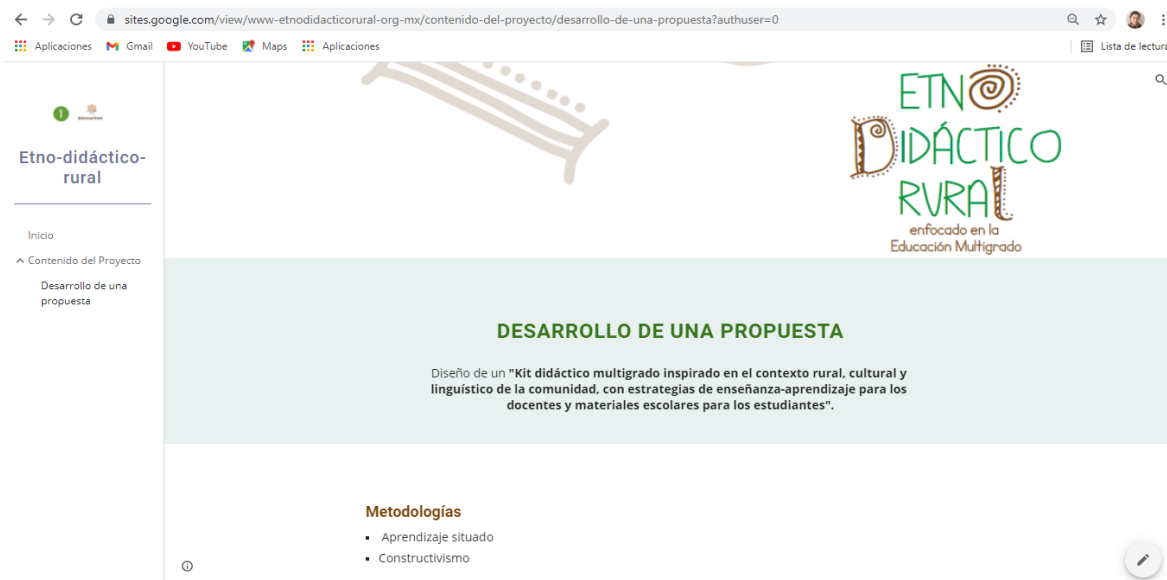 sites.google.com/view/www-etnodidacticorural-org-mx/contenido-del-proyecto/desarrollo-de-una-propuesta?authuser=0
Aplicaciones Gmail YouTube Maps Aplicaciones Lista de lectura
Etno-didáctico-
rural
Inicio
Contenido del Proyecto
Desarrollo de una
propuesta
ETNO
DIDÁCTICO
RURAL
enfocado en la
Educación Multigrado
DESARROLLO DE UNA PROPUESTA
Diseño de un "Kit didáctico multigrado inspirado en el contexto rural, cultural y
linguístico de la comunidad, con estrategias de enseñanza-aprendizaje para los
docentes y materiales escolares para los estudiantes".
Metodologías
▪ Aprendizaje situado
▪ Constructivismo